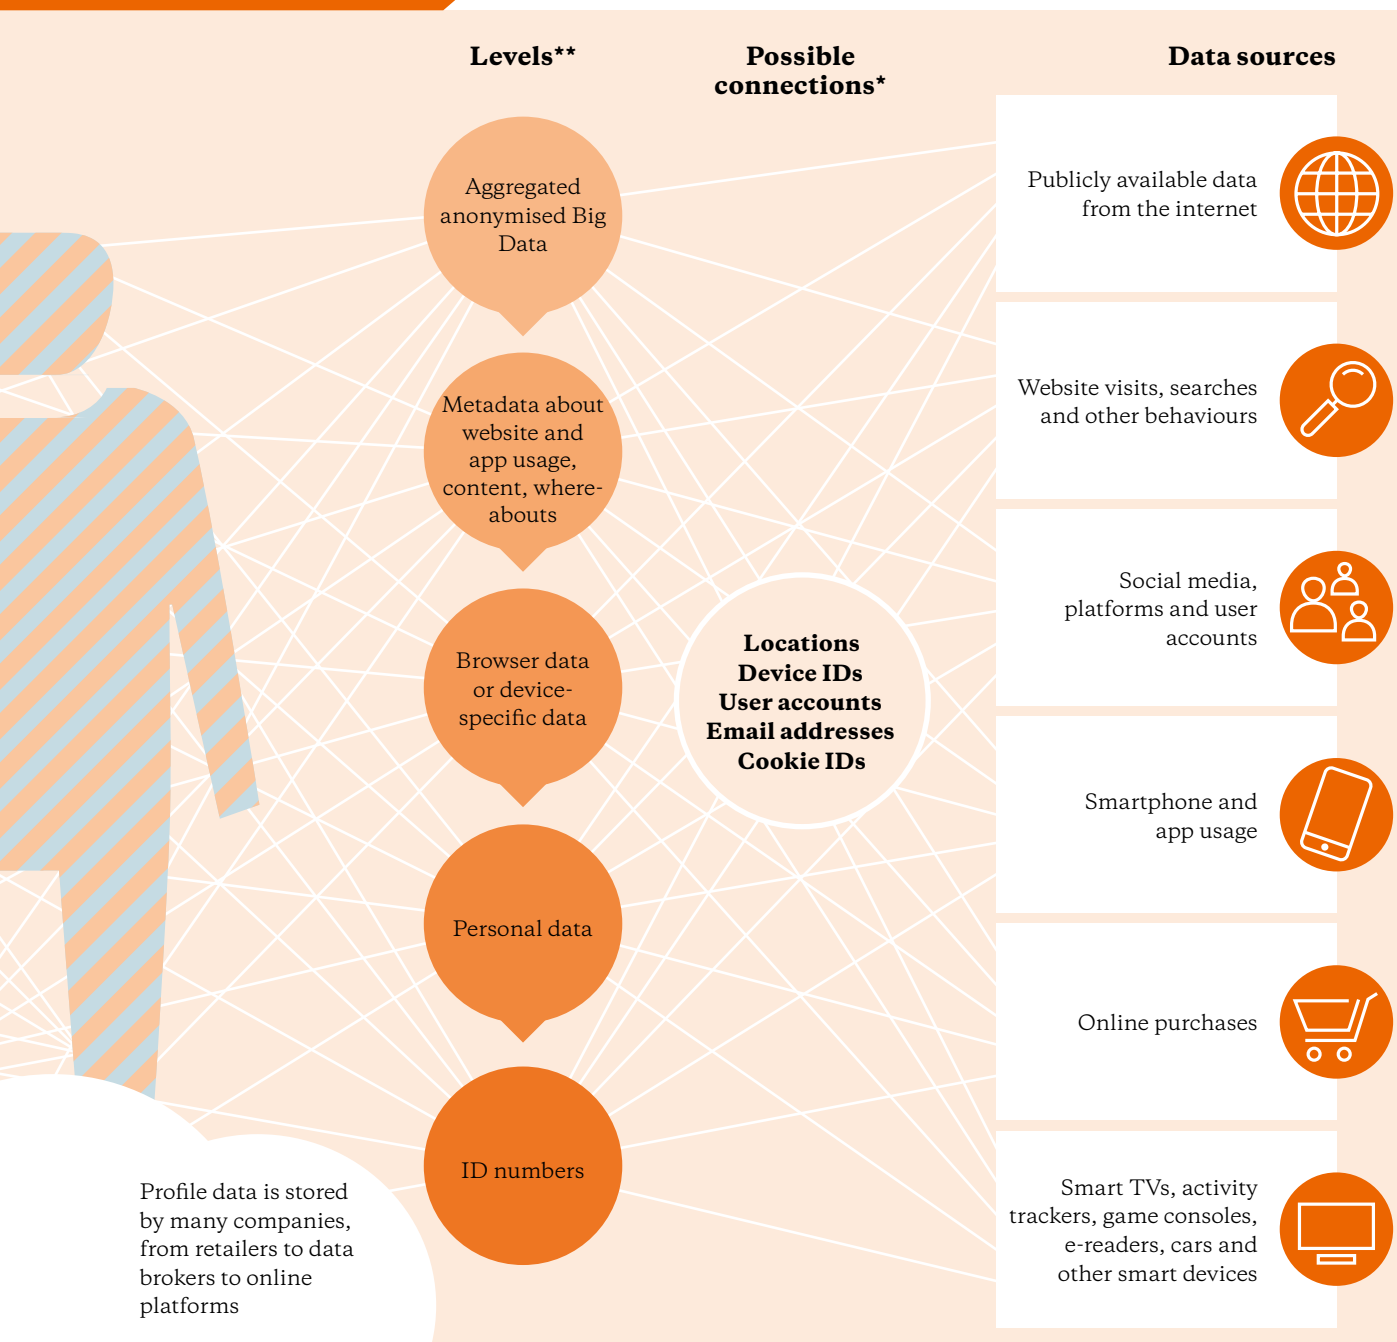 Levels**
Possible
connections*
Data sources
Aggregated
anonymised Big
Data
Metadata about
website and
app usage,
content, where-
abouts
Browser data
or device-
specific data
Personal data
ID numbers
Locations
Device IDs
User accounts
Email addresses
Cookie IDs
Publicly available data
from the internet
Website visits, searches
and other behaviours
Social media,
platforms and user
accounts
Smartphone and
app usage
Online purchases
Smart TVs, activity
trackers, game consoles,
e-readers, cars and
other smart devices
Profile data is stored
by many companies,
from retailers to data
brokers to online
platforms